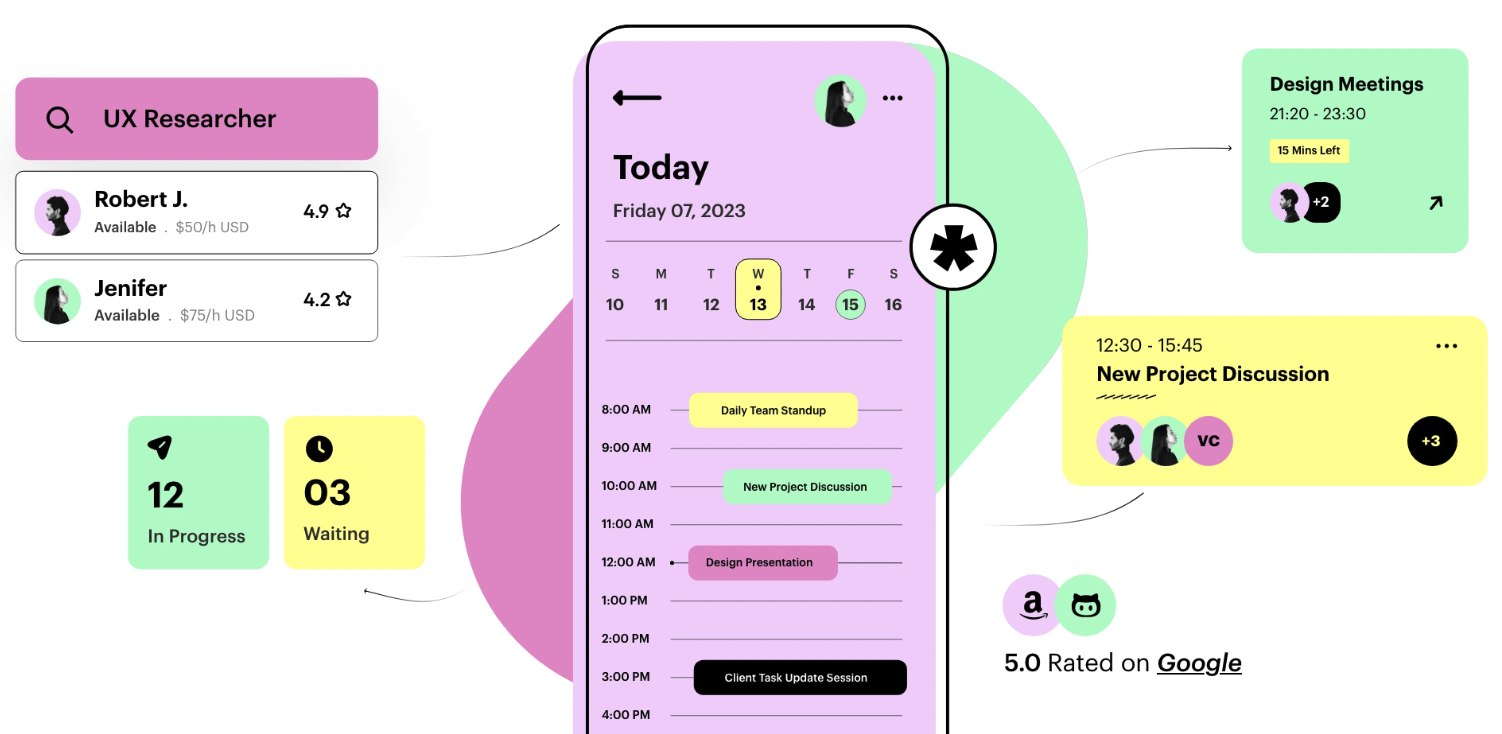 UX Researcher
Robert J.
Available . $50/h USD
4.9
Jenifer
Available . $75/h USD
4.2
12
In Progress
03
Waiting
Today
Friday 07, 2023
S M T W T F S
10 11 12 13 14 15 16
8:00 AM Daily Team Standup
9:00 AM
10:00 AM New Project Discussion
11:00 AM
12:00 AM Design Presentation
1:00 PM
2:00 PM
3:00 PM Client Task Update Session
4:00 PM
Design Meetings
21:20 - 23:30
15 Mins Left
+2
12:30 - 15:45
New Project Discussion
VC
+3
a
5.0 Rated on Google